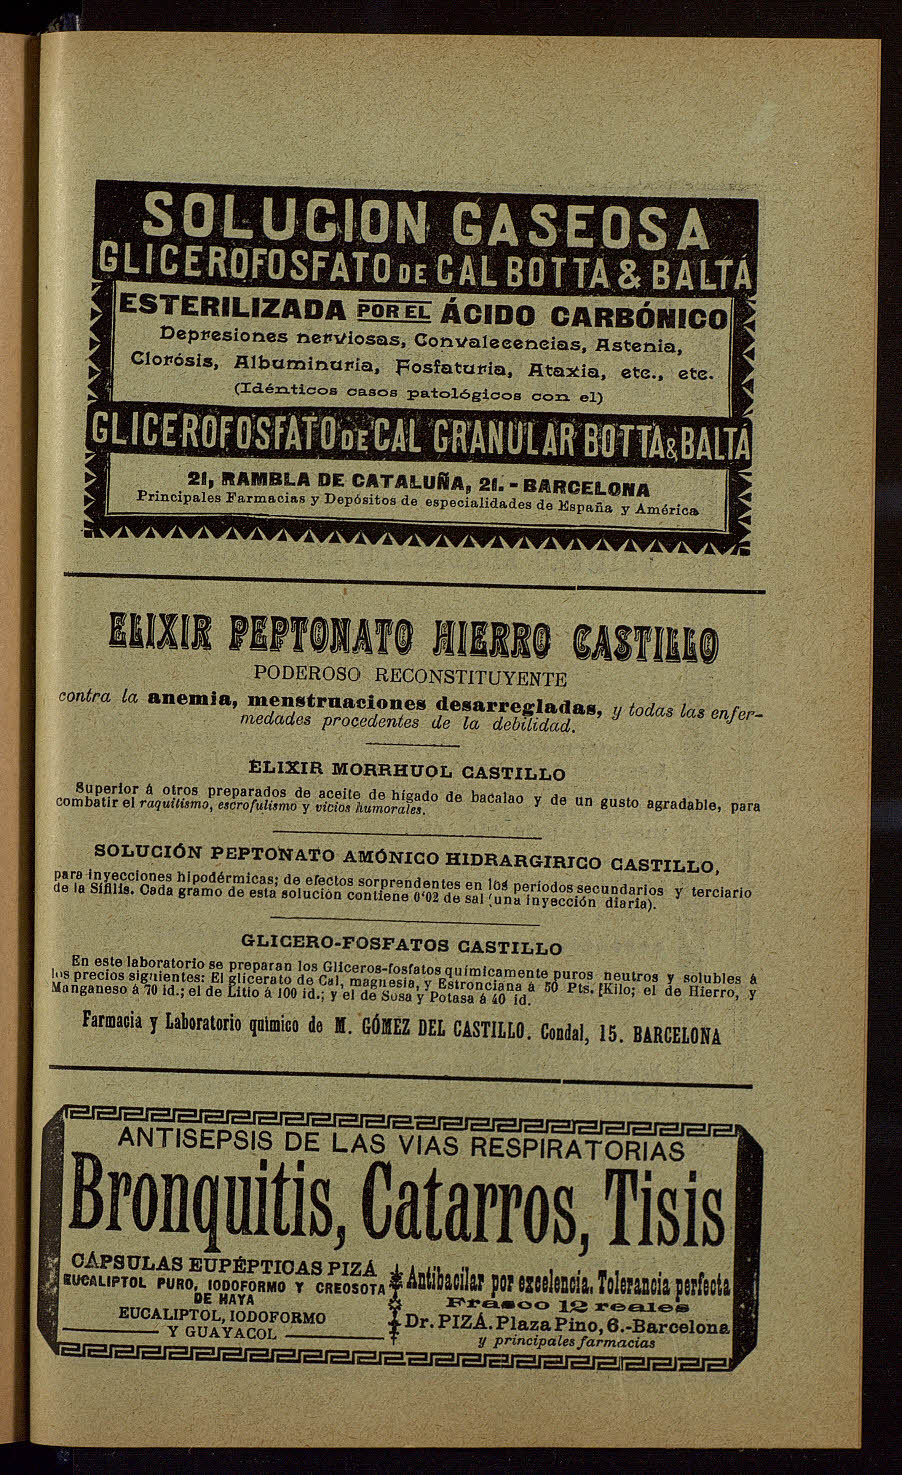 SOLUCION GASEOSA
GLICEROFOSFATO DE CAL BOTTA & BALTÁ
ESTERILIZADA POR EL ÁCIDO CARBÓNICO
Depresiones nerviosas, Convalecencias, Astenia,
Clorósis, Albuminuria, Fosfaturia, Ataxia, etc., etc.
(Idénticos casos patológicos con el)
GLICEROFOSFATO DE CAL GRANULAR BOTTA & BALTÁ
21, RAMBLA DE CATALUÑA, 21.-BARCELONA
Principales Farmacias y Depósitos de especialidades de España y América
ELIXIR PEPTONATO HIERRO CASTILLO
PODEROSO RECONSTITUYENTE
contra la anemia, menstruaciones desarregladas, y todas las enfer-
medades procedentes de la debilidad.
ELIXIR MORRHUOL CASTILLO
Superior á otros preparados de aceite de hígado de bacalao y de un gusto agradable, para
combatir el raquitismo, escrofulismo y vicios humorales.
SOLUCIÓN PEPTONATO AMÓNICO HIDRARGIRICO CASTILLO,
para inyecciones hipodérmicas; de efectos sorprendentes en los períodos secundarios y terciario
de la Sífilis. Cada gramo de esta solución contiene 0'02 de sal (una inyección diaria).
GLICERO-FOSFATOS CASTILLO
En este laboratorio se preparan los Gliceros-fosfatos químicamente puros neutros y solubles á
los precios siguientes: El glicerato de Cal, magnesia, y Estronciana á 50 Pts. [Kilo; el de Hierro, y
Manganeso á 70 id.; el de Litio á 100 id.; y el de Sosa y Potasa á 40 id.
Farmacia y Laboratorio químico de M. GÓMEZ DEL CASTILLO. Condal, 15. BARCELONA
ANTISEPSIS DE LAS VIAS RESPIRATORIAS
Bronquitis, Catarros, Tisis
CÁPSULAS EUPÉPTICAS PIZÁ
EUCALIPTOL PURO, IODOFORMO Y CREOSOTA
DE HAYA
EUCALIPTOL, IODOFORMO
Y GUAYACOL
Antibacilar por excelencia. Tolerancia perfecta
Frasco 12 reales
Dr. PIZÁ. Plaza Pino, 6.-Barcelona
y principales farmacias